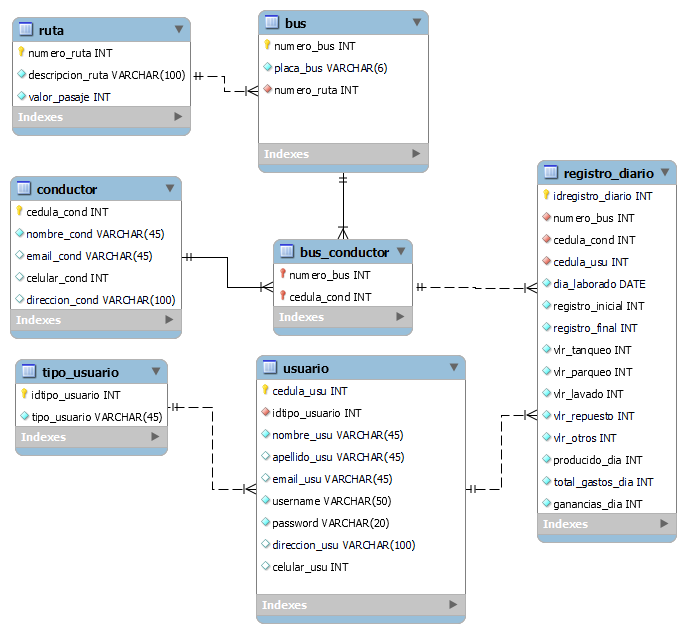 ruta
numero_ruta INT
descripcion_ruta VARCHAR(100)
valor_pasaje INT
Indexes
bus
numero_bus INT
placa_bus VARCHAR(6)
numero_ruta INT
Indexes
conductor
cedula_cond INT
nombre_cond VARCHAR(45)
email_cond VARCHAR(45)
celular_cond INT
direccion_cond VARCHAR(100)
Indexes
bus_conductor
numero_bus INT
cedula_cond INT
Indexes
registro_diario
idregistro_diario INT
numero_bus INT
cedula_cond INT
cedula_usu INT
dia_laborado DATE
registro_inicial INT
registro_final INT
vlr_tanqueo INT
vlr_parqueo INT
vlr_lavado INT
vlr_repuesto INT
vlr_otros INT
producido_dia INT
total_gastos_dia INT
ganancias_dia INT
Indexes
tipo_usuario
idtipo_usuario INT
tipo_usuario VARCHAR(45)
Indexes
usuario
cedula_usu INT
idtipo_usuario INT
nombre_usu VARCHAR(45)
apellido_usu VARCHAR(45)
email_usu VARCHAR(45)
username VARCHAR(50)
password VARCHAR(20)
direccion_usu VARCHAR(100)
celular_usu INT
Indexes